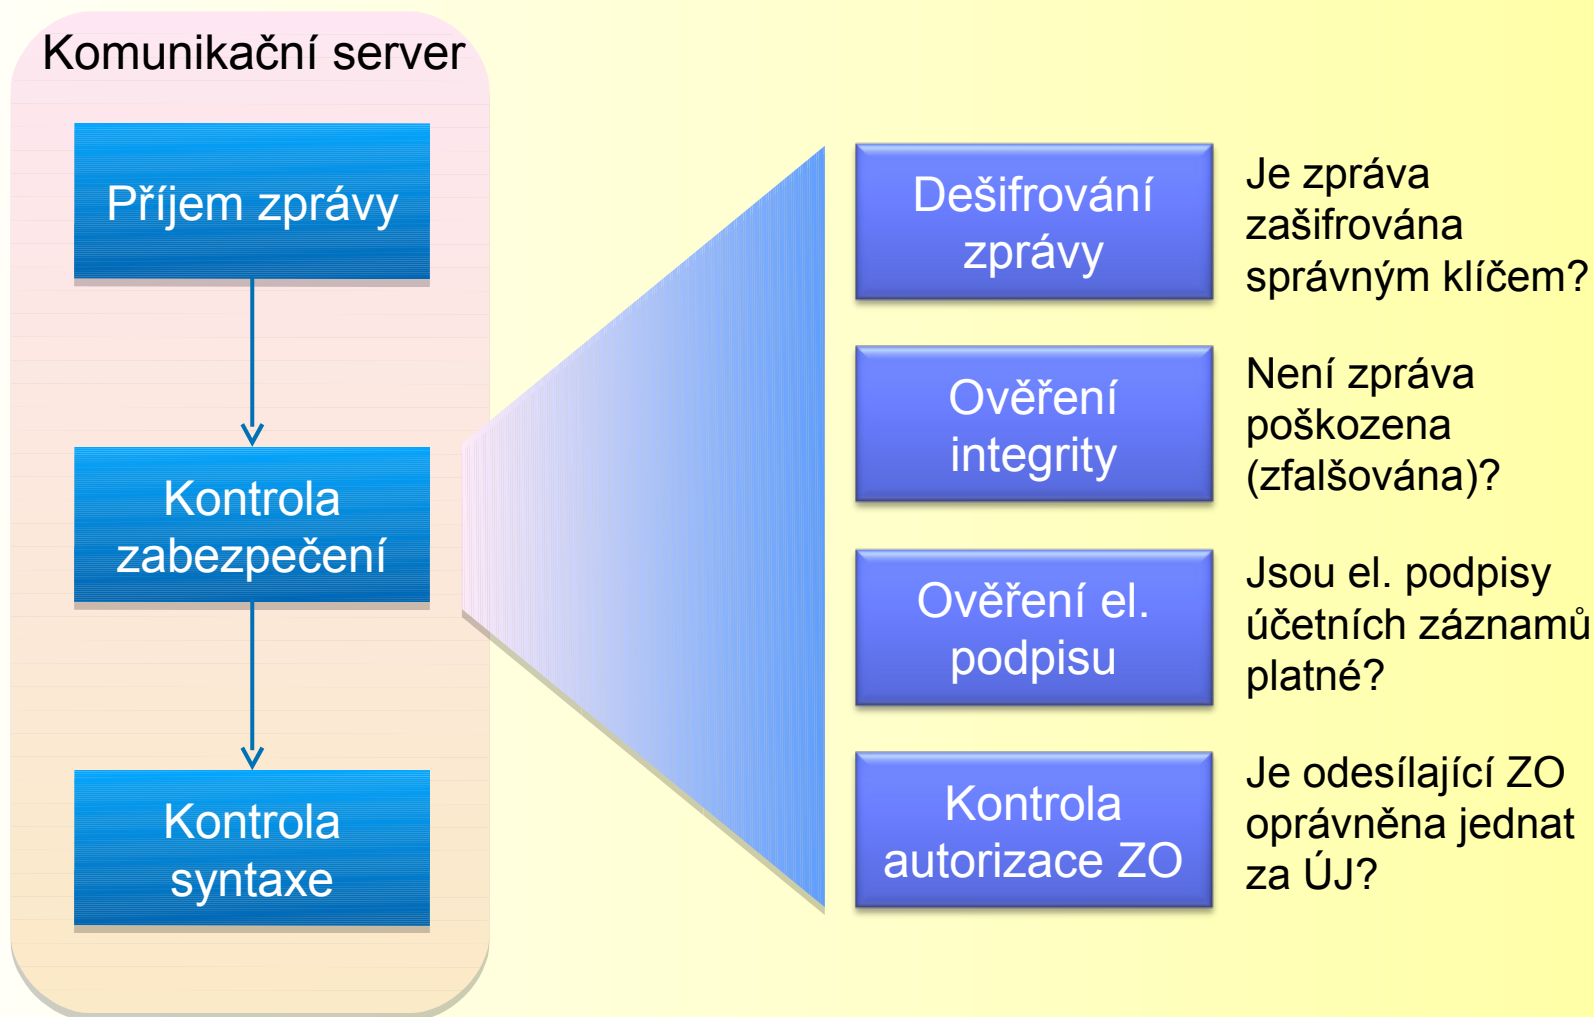 Komunikační server
Příjem zprávy
Kontrola
zabezpečení
Kontrola
syntaxe
Dešifrování
zprávy
Je zpráva
zašifrována
správným klíčem?
Ověření
integrity
Není zpráva
poškozena
(zfalšována)?
Ověření el.
podpisu
Jsou el. podpisy
účetních záznamů
platné?
Kontrola
autorizace ZO
Je odesílající ZO
oprávněna jednat
za ÚJ?